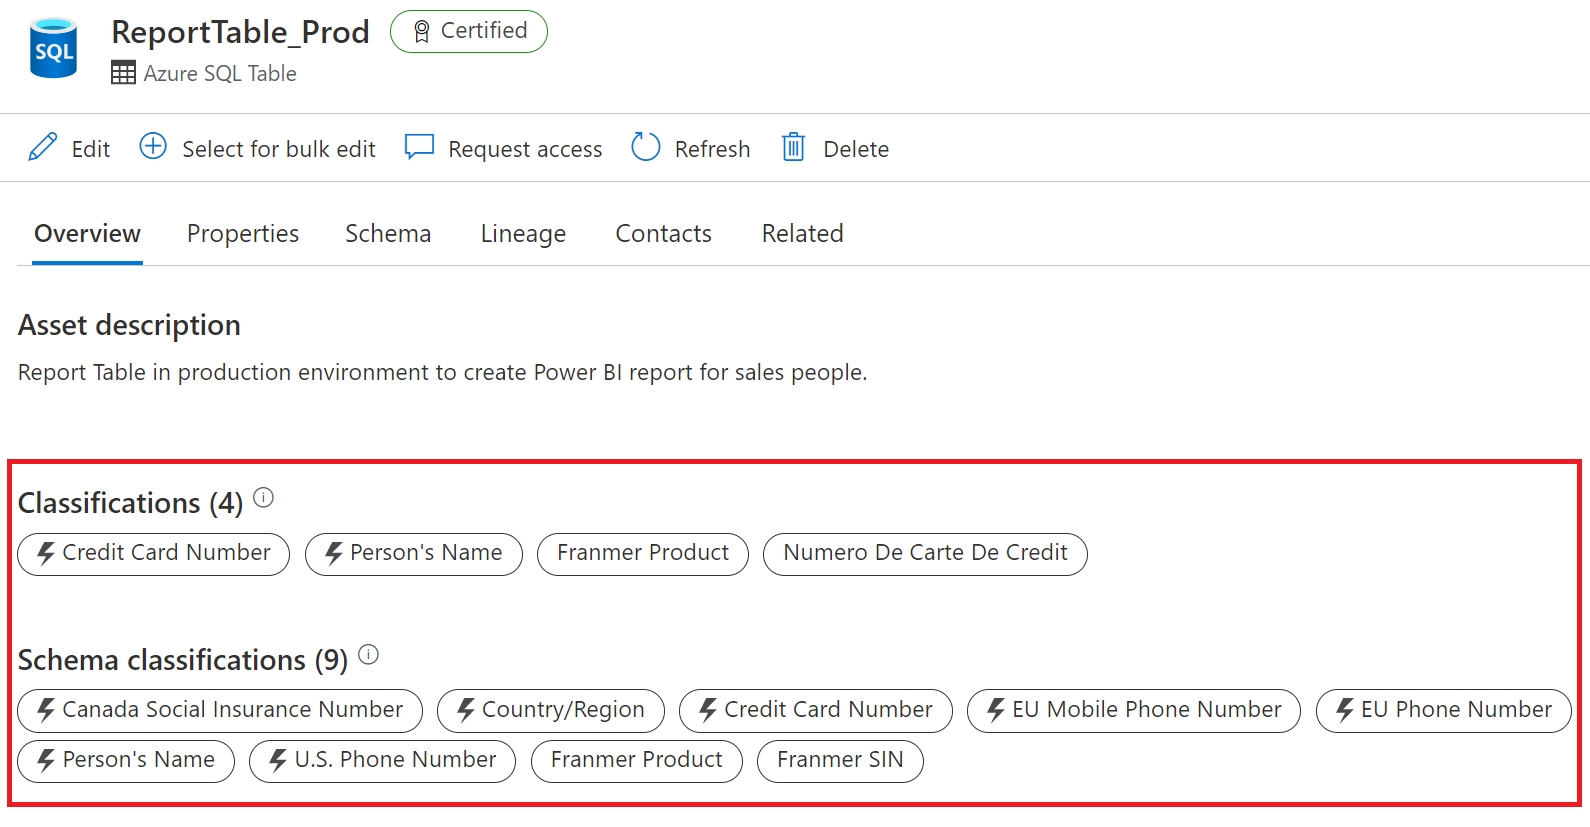 SQL
ReportTable_Prod Certified
Azure SQL Table
Edit Select for bulk edit Request access Refresh Delete
Overview Properties Schema Lineage Contacts Related
Asset description
Report Table in production environment to create Power BI report for sales people.
Classifications (4)
Credit Card Number Person's Name Franmer Product Numero De Carte De Credit
Schema classifications (9)
Canada Social Insurance Number Country/Region Credit Card Number EU Mobile Phone Number EU Phone Number
Person's Name U.S. Phone Number Franmer Product Franmer SIN